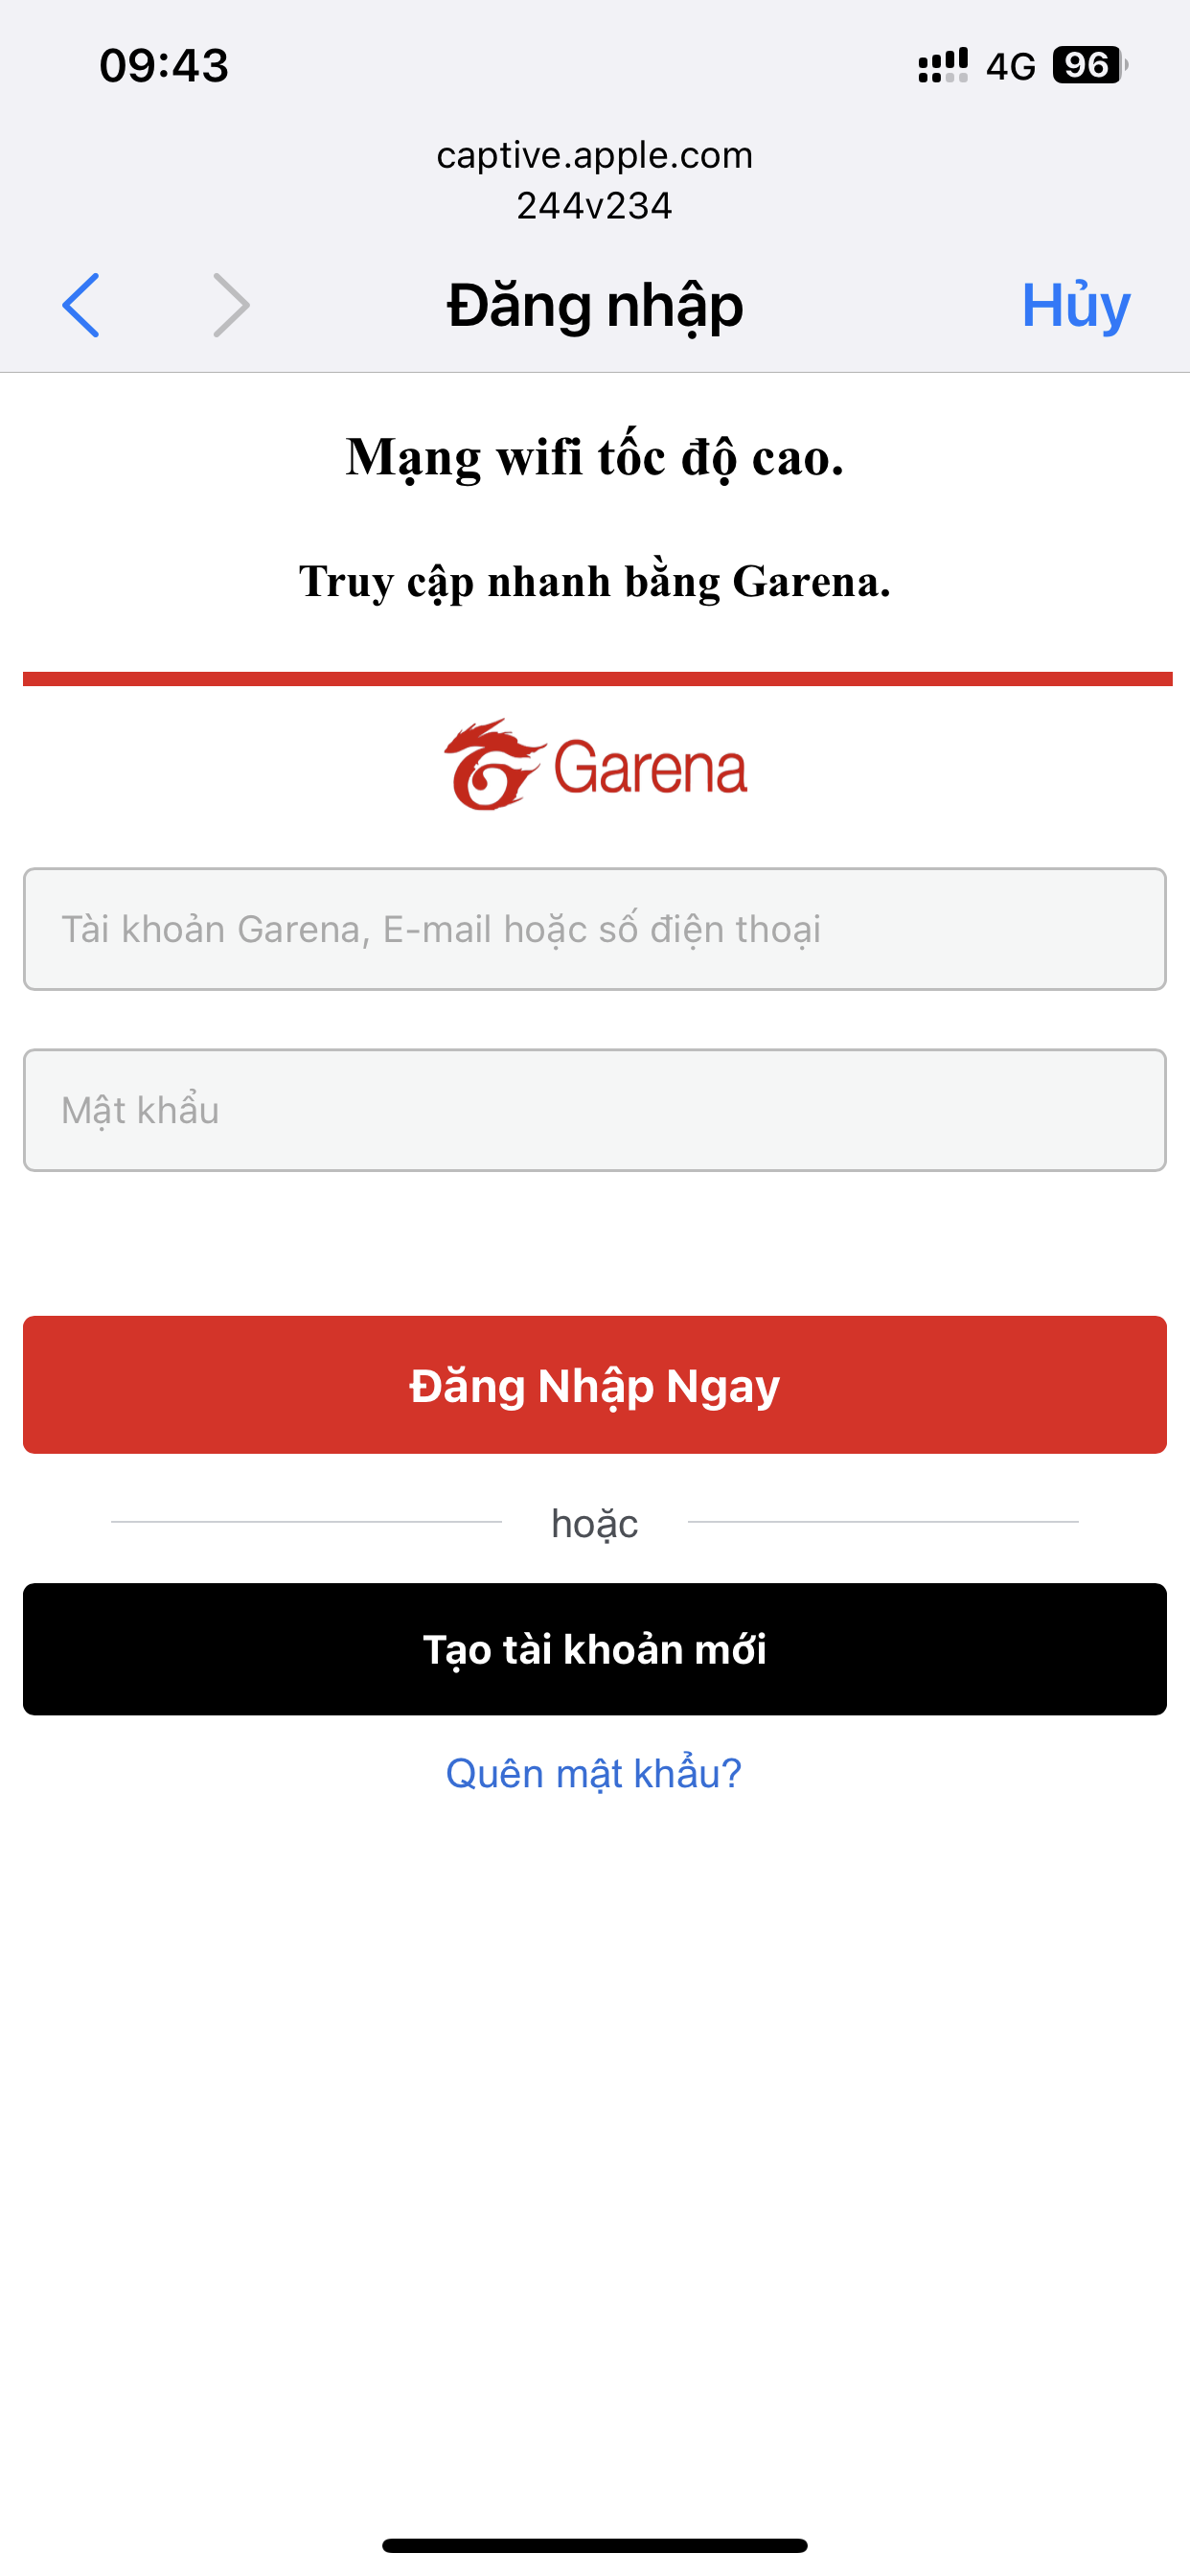 09:43
4G 96
captive.apple.com
244v234
Đăng nhập
Hủy
Mạng wifi tốc độ cao.
Truy cập nhanh bằng Garena.
Garena
Tài khoản Garena, E-mail hoặc số điện thoại
Mật khẩu
Đăng Nhập Ngay
hoặc
Tạo tài khoản mới
Quên mật khẩu?